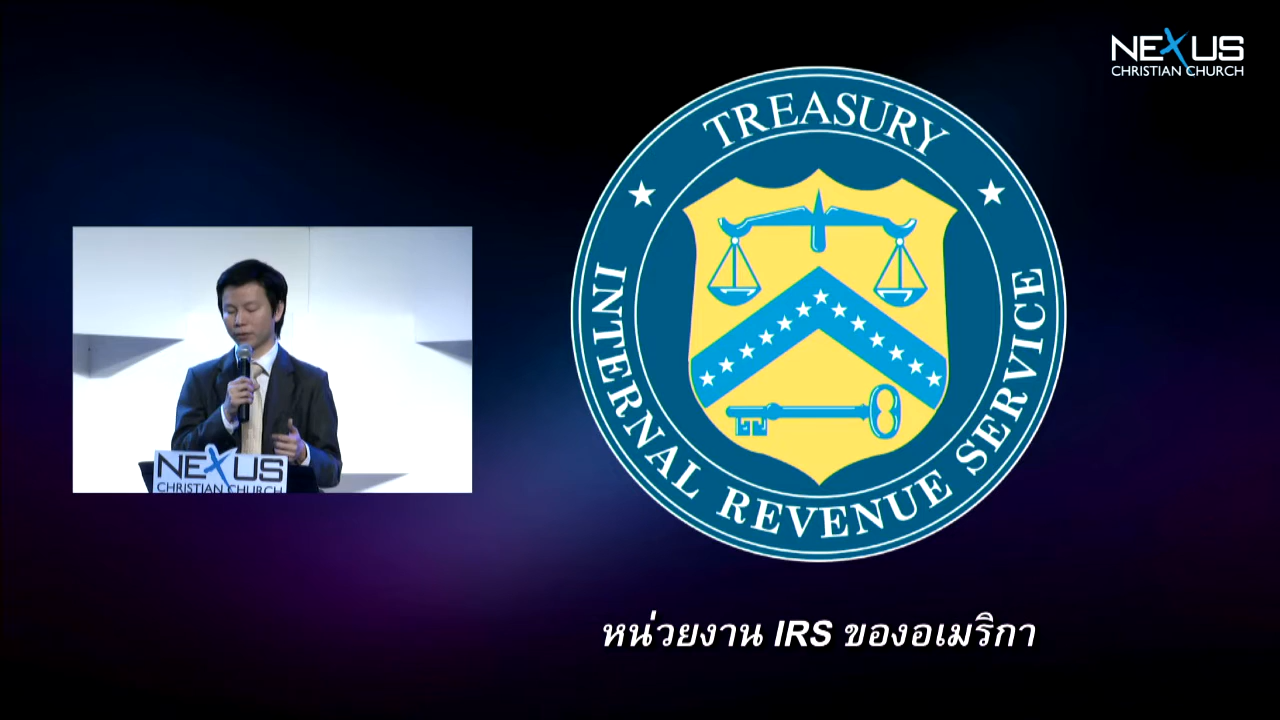 NEXUS
CHRISTIAN CHURCH
TREASURY
INTERNAL REVENUE SERVICE
NEXUS
CHRISTIAN CHURCH
หน่วยงาน IRS ของอเมริกา